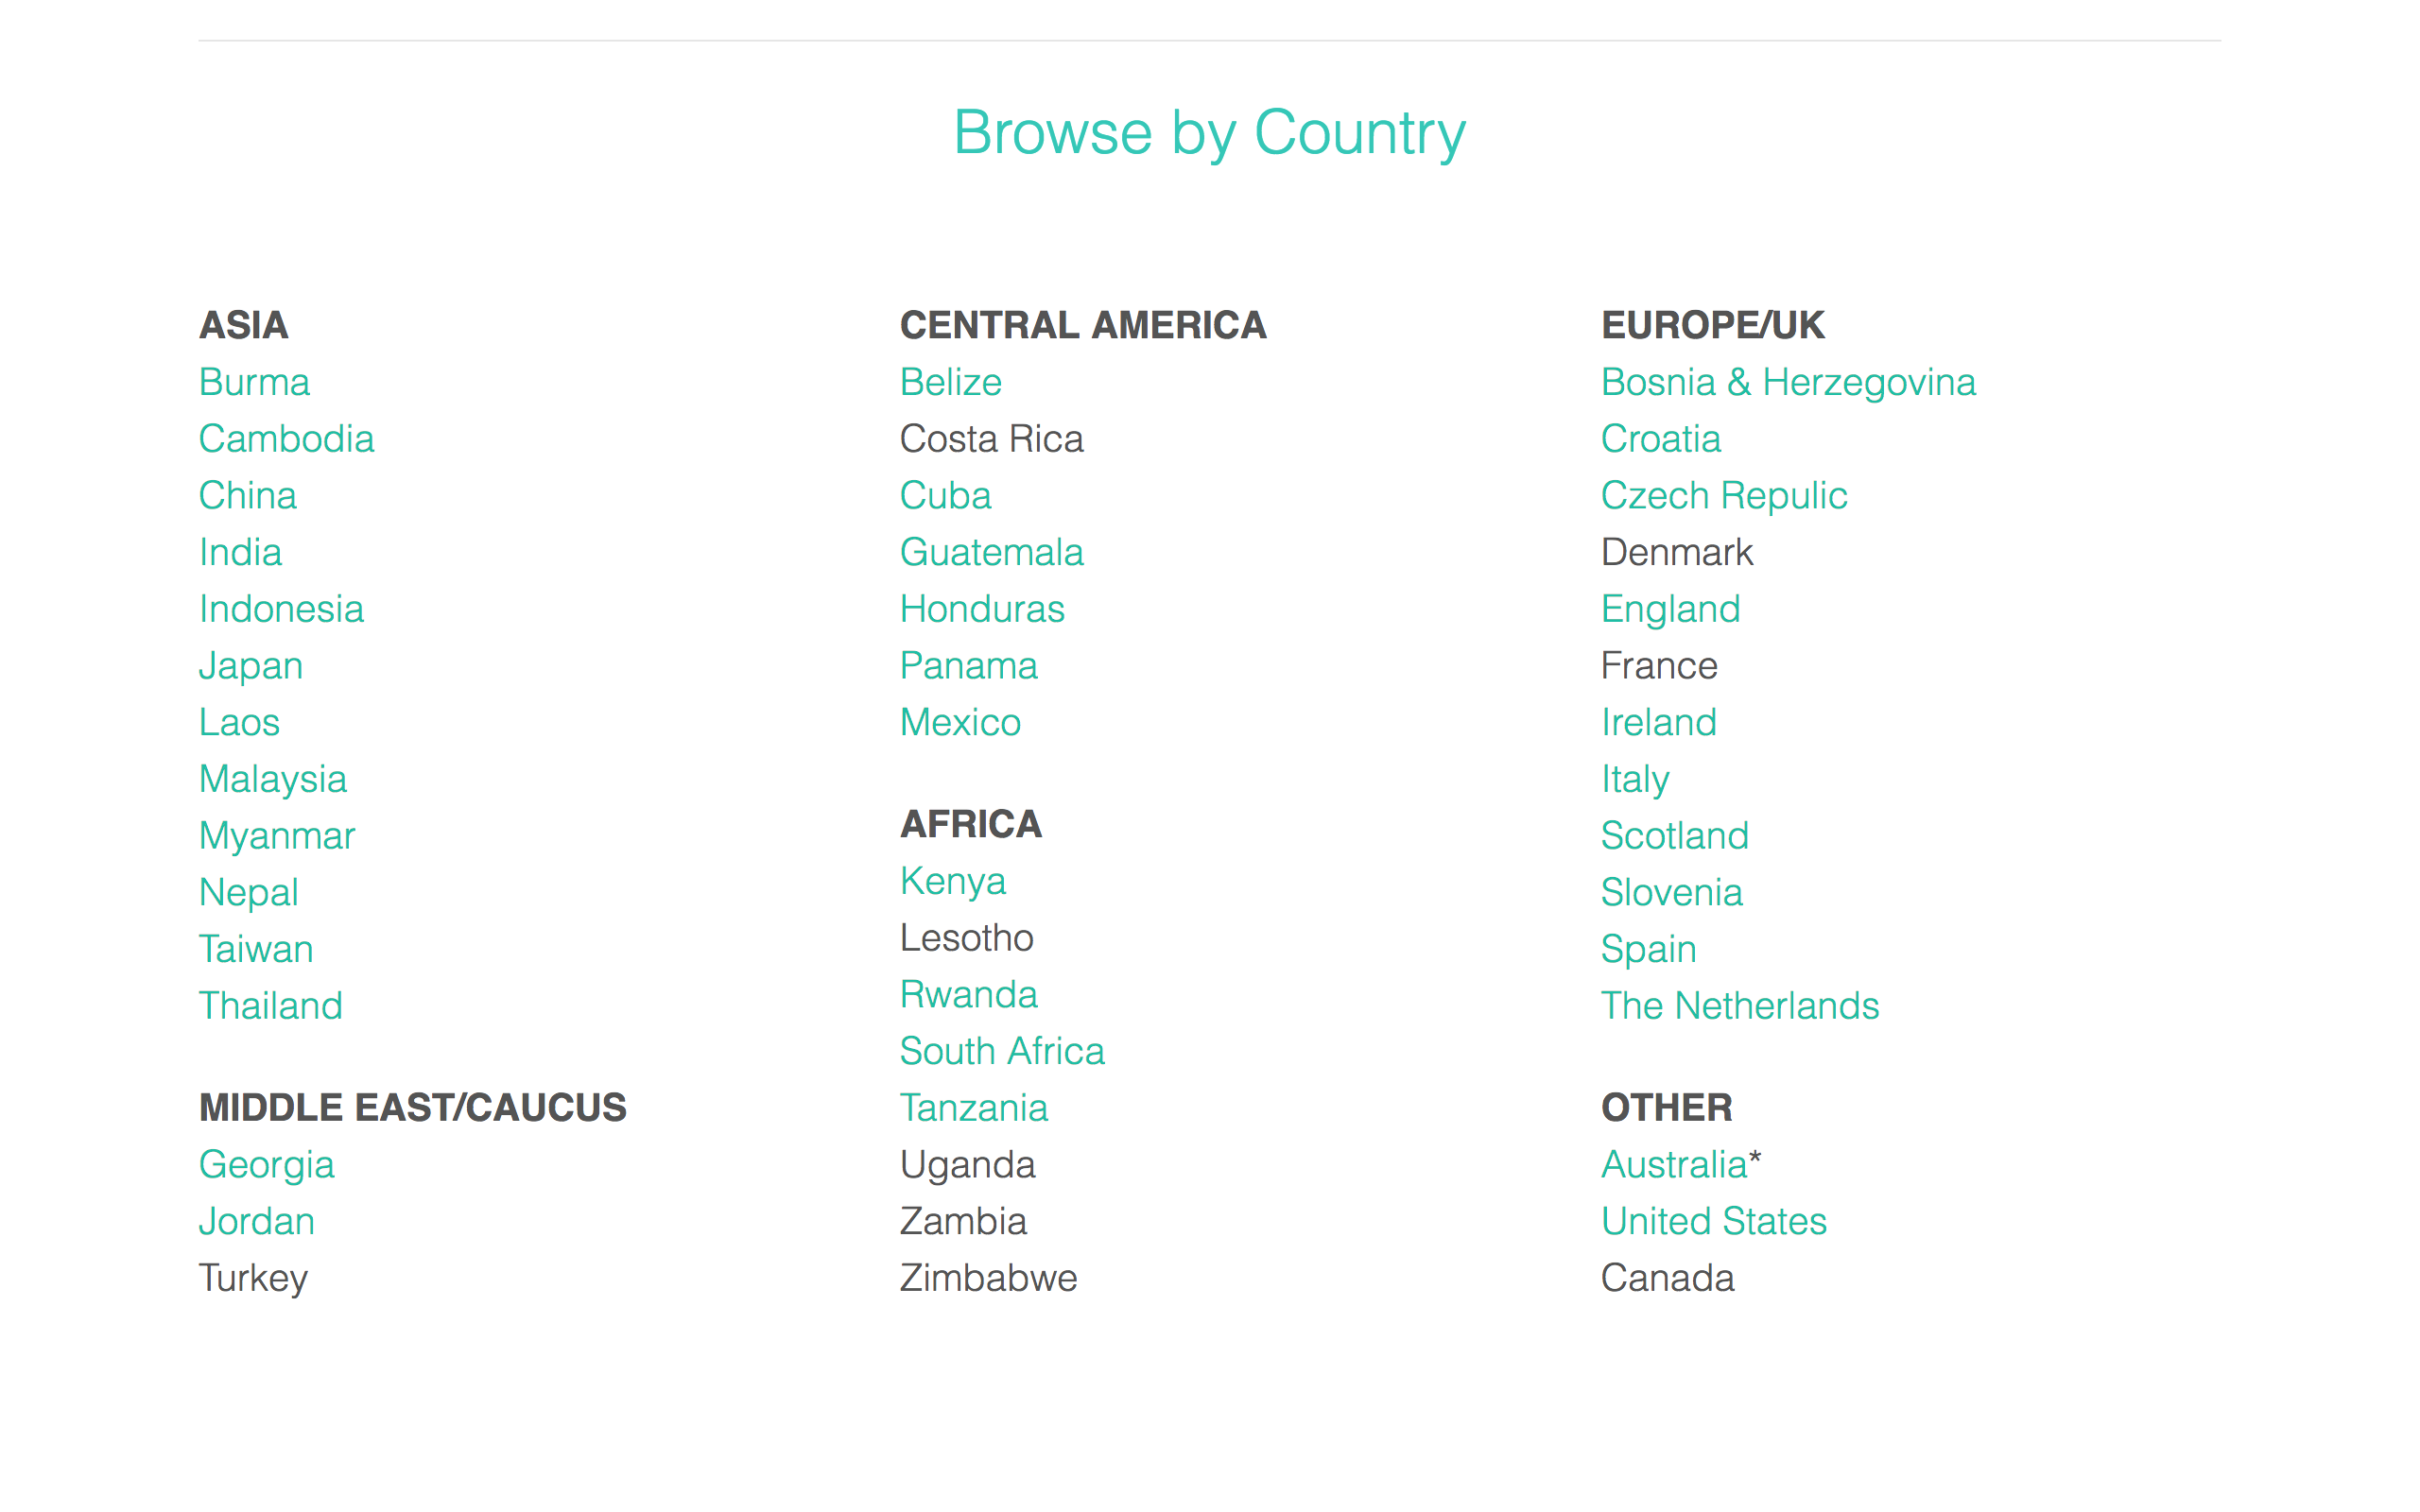 Browse by Country
ASIA
Burma
Cambodia
China
India
Indonesia
Japan
Laos
Malaysia
Myanmar
Nepal
Taiwan
Thailand
MIDDLE EAST/CAUCUS
Georgia
Jordan
Turkey
CENTRAL AMERICA
Belize
Costa Rica
Cuba
Guatemala
Honduras
Panama
Mexico
AFRICA
Kenya
Lesotho
Rwanda
South Africa
Tanzania
Uganda
Zambia
Zimbabwe
EUROPE/UK
Bosnia & Herzegovina
Croatia
Czech Repulic
Denmark
England
France
Ireland
Italy
Scotland
Slovenia
Spain
The Netherlands
OTHER
Australia*
United States
Canada